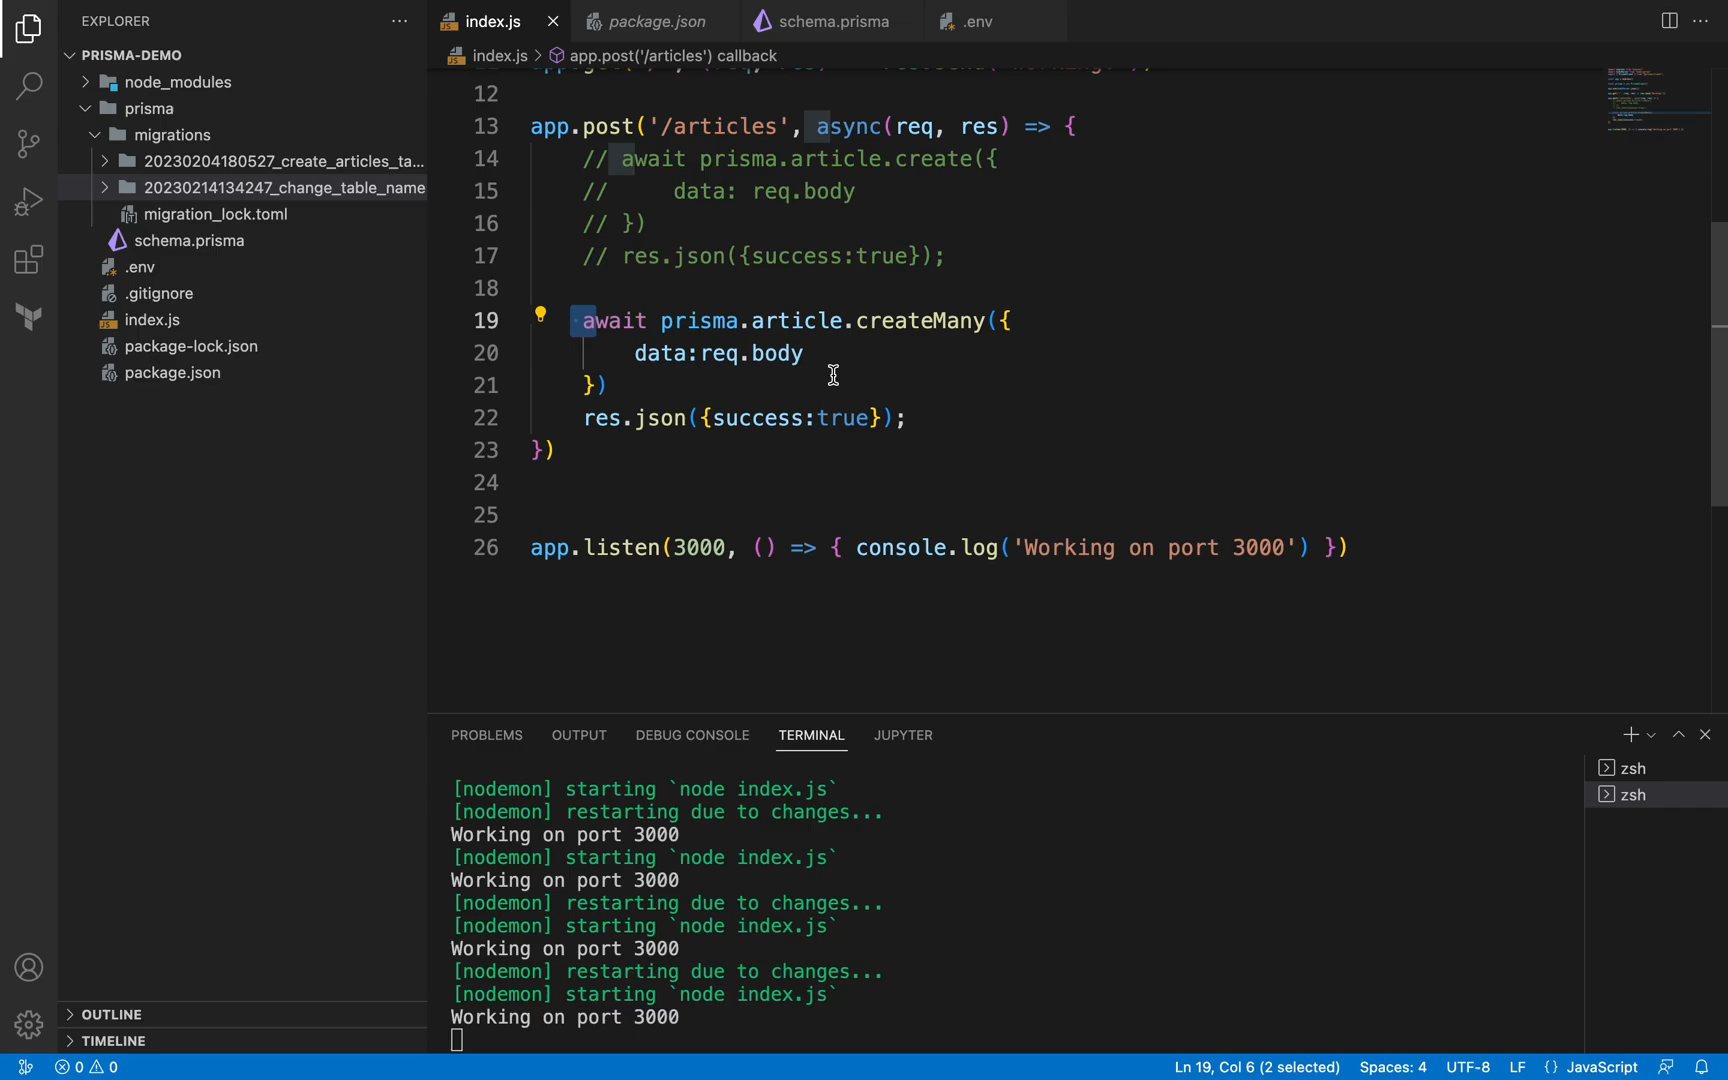 EXPLORER
index.js
package.json
schema.prisma
.env
PRISMA-DEMO
index.js > app.post('/articles') callback
node_modules
prisma
migrations
20230204180527_create_articles_ta...
20230214134247_change_table_name
migration_lock.toml
schema.prisma
.env
.gitignore
index.js
package-lock.json
package.json
OUTLINE
TIMELINE
12
13 app.post('/articles', async(req, res) => {
14 // await prisma.article.create({
15 // data: req.body
16 // })
17 // res.json({success:true});
18
19 await prisma.article.createMany({
20 data:req.body
21 })
22 res.json({success:true});
23 })
24
25
26 app.listen(3000, () => { console.log('Working on port 3000') })
PROBLEMS OUTPUT DEBUG CONSOLE TERMINAL JUPYTER
zsh
zsh
[nodemon] starting `node index.js`
[nodemon] restarting due to changes...
Working on port 3000
[nodemon] starting `node index.js`
Working on port 3000
[nodemon] restarting due to changes...
[nodemon] starting `node index.js`
Working on port 3000
[nodemon] restarting due to changes...
[nodemon] starting `node index.js`
Working on port 3000
0 0 Ln 19, Col 6 (2 selected) Spaces: 4 UTF-8 LF {} JavaScript